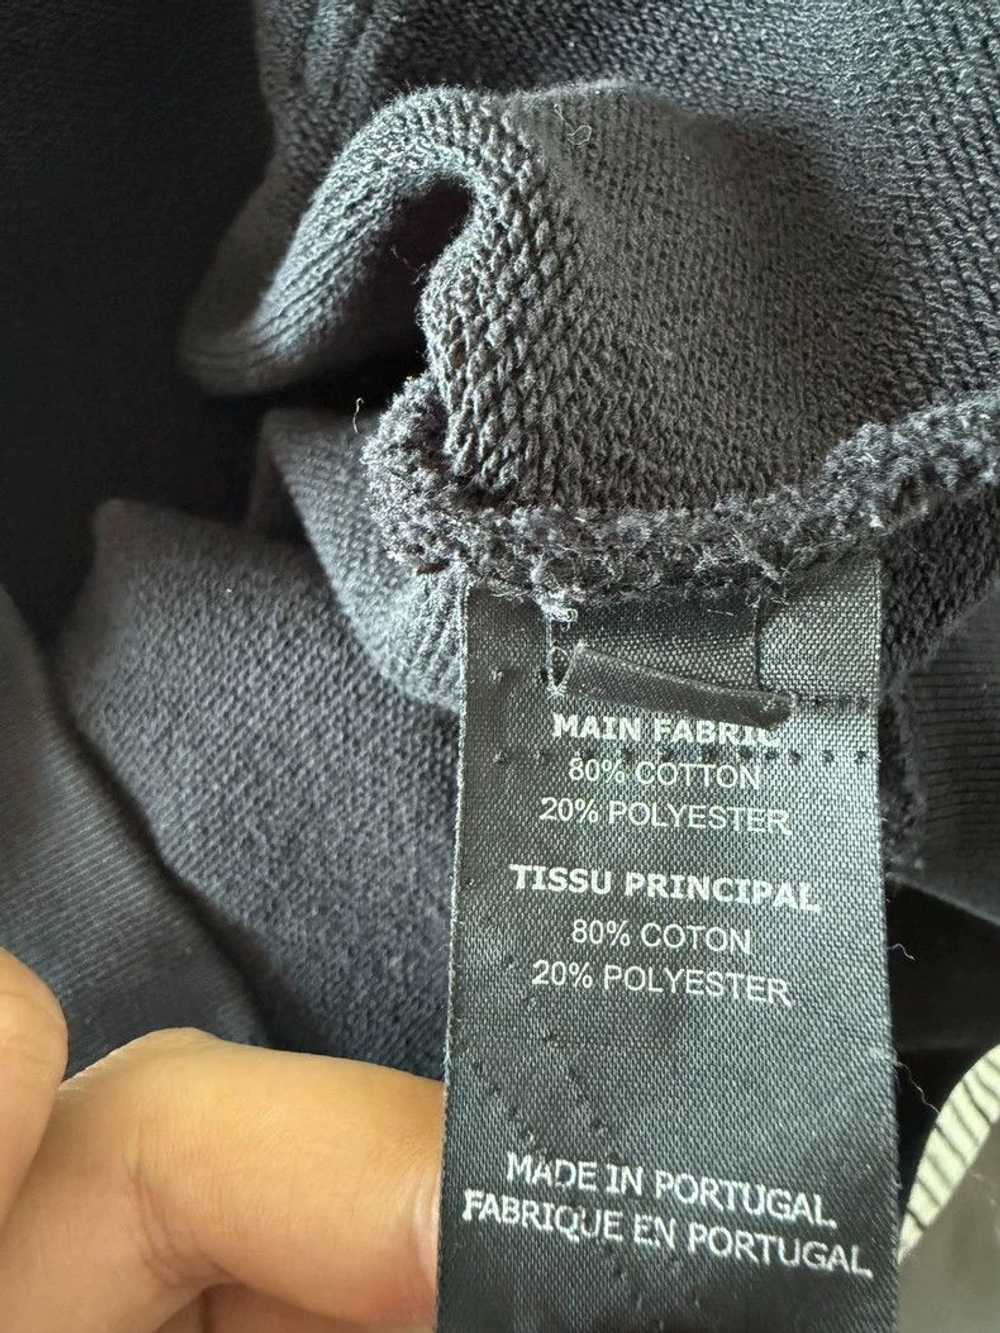 MAIN FABRIC
80% COTTON
20% POLYESTER
TISSU PRINCIPAL
80% COTON
20% POLYESTER
MADE IN PORTUGAL
FABRIQUE EN PORTUGAL